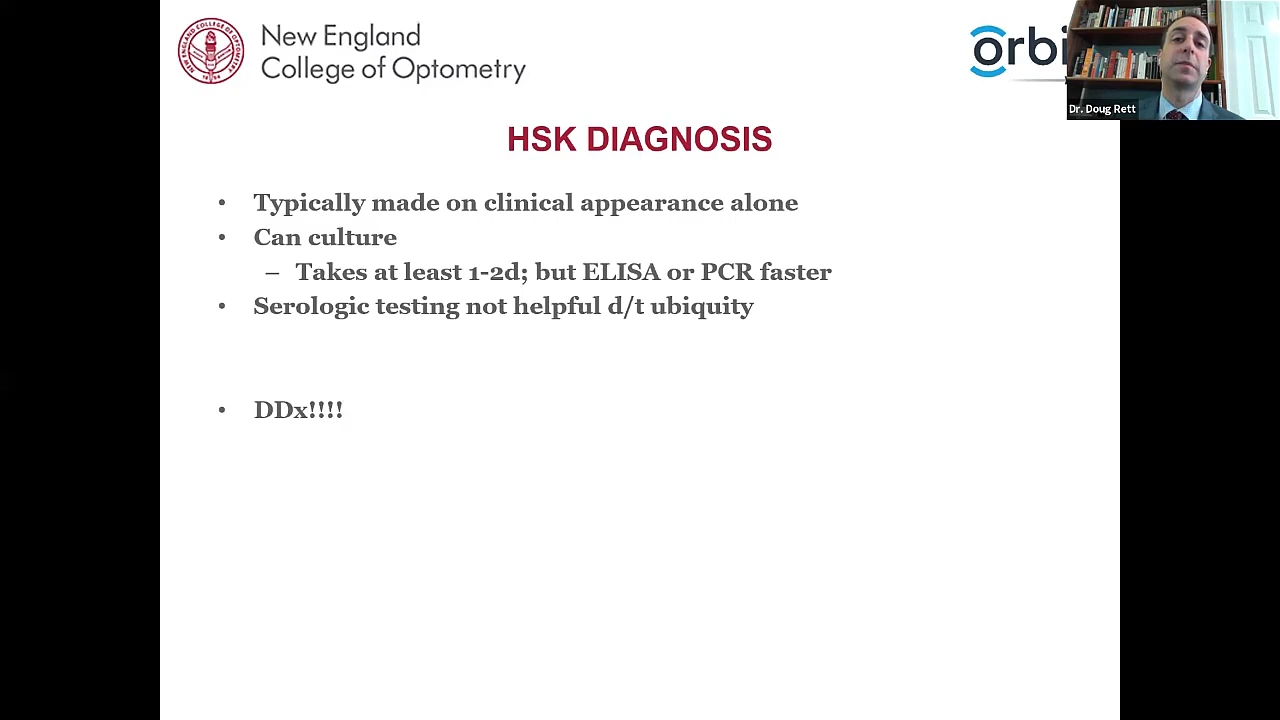 New England
College of Optometry
orbi
Dr. Doug Rett
HSK DIAGNOSIS
• Typically made on clinical appearance alone
• Can culture
– Takes at least 1-2d; but ELISA or PCR faster
• Serologic testing not helpful d/t ubiquity
• DDx!!!!